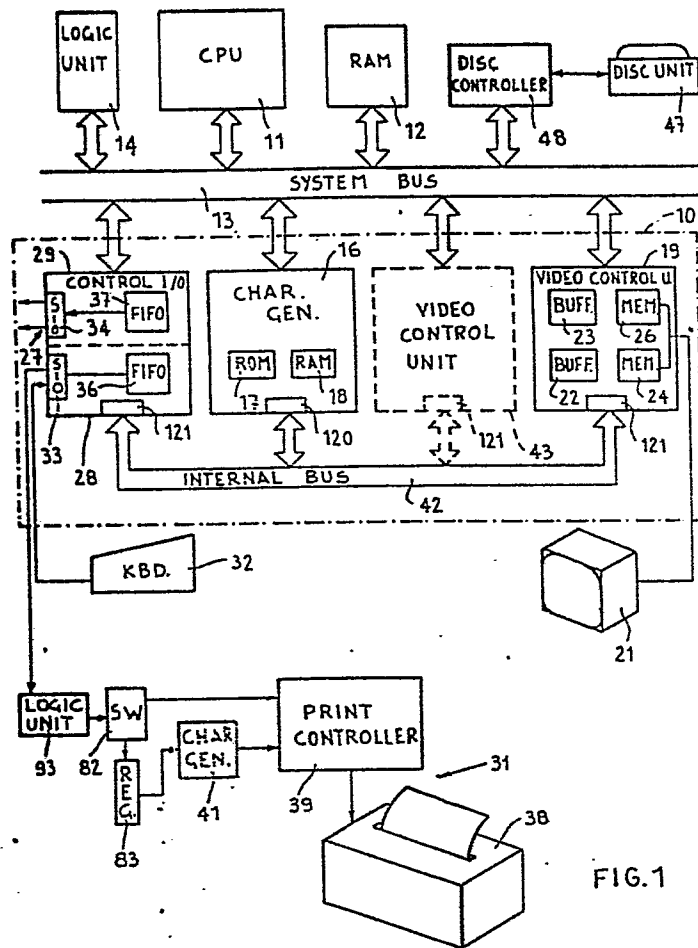 LOGIC UNIT
14
CPU
11
RAM
12
DISC CONTROLLER
48
DISC UNIT
47
SYSTEM BUS
13
10
29
CONTROL I/O
37
FIFO
SIO
34
27
SIO
FIFO
36
33
28
121
16
CHAR. GEN.
ROM
17
RAM
18
120
VIDEO CONTROL UNIT
121
43
19
VIDEO CONTROL U
BUFF.
23
MEM
26
BUFF.
22
MEM.
24
121
INTERNAL BUS
42
KBD.
32
21
LOGIC UNIT
93
SW
82
REG.
83
CHAR GEN.
41
PRINT CONTROLLER
39
31
38
FIG.1